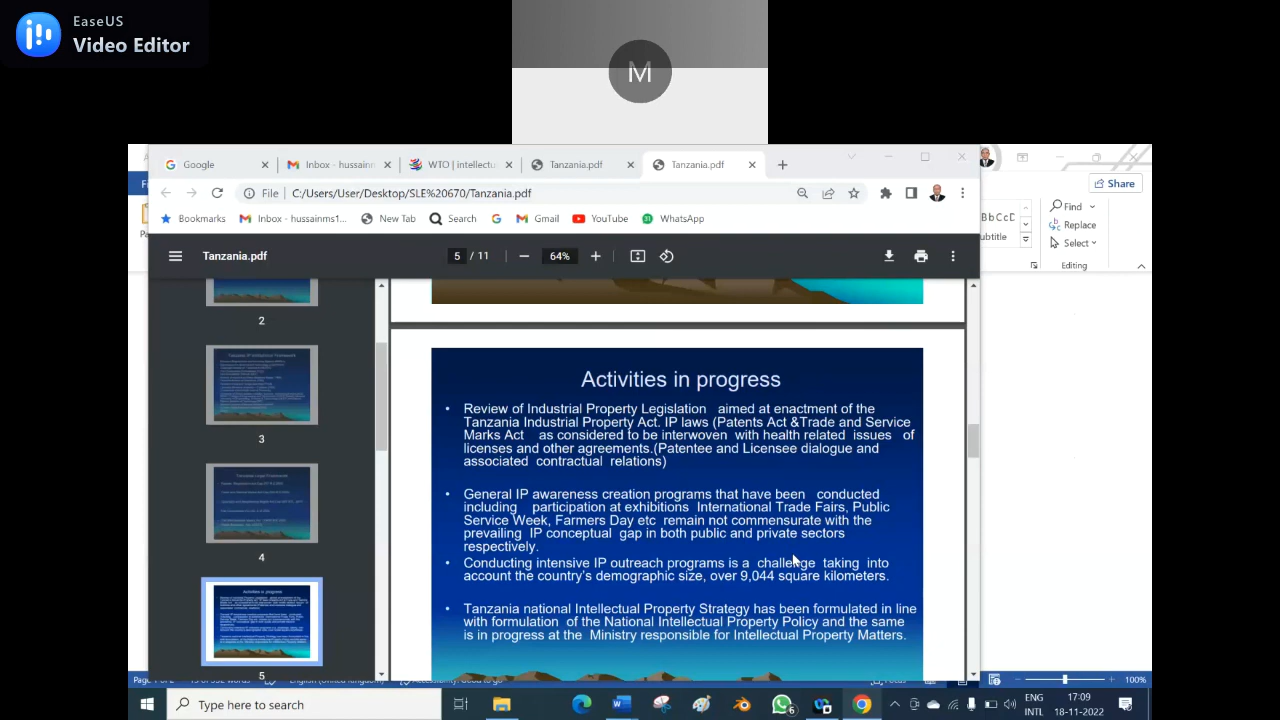 EaseUS
Video Editor
M
Google
Inbox - hussainm
WTO | intellectu
Tanzania.pdf
Tanzania.pdf
File
C:/Users/User/Desktop/SLE%20670/Tanzania.pdf
Share
Bookmarks
Inbox - hussainms1...
New Tab
Search
Gmail
YouTube
WhatsApp
BbCcD
ubtitle
Find
Replace
Select
Editing
Tanzania.pdf
5 / 11
64%
2
3
4
5
Activities in progress
• Review of Industrial Property Legislation aimed at enactment of the
Tanzania Industrial Property Act. IP laws (Patents Act &Trade and Service
Marks Act as considered to be interwoven with health related issues of
licenses and other agreements.(Patentee and Licensee dialogue and
associated contractual relations)
• General IP awareness creation programs that have been conducted
including participation at exhibitions International Trade Fairs, Public
Service Week, Farmers Day etc remain not commensurate with the
prevailing IP conceptual gap in both public and private sectors
respectively.
• Conducting intensive IP outreach programs is a challenge taking into
account the country's demographic size, over 9,044 square kilometers.
• Tanzania national Intellectual Property Strategy has been formulated in line
with formulation of the National Intellectual Property Policy and the same
is in progress at the Ministry responsible for Intellectual Property Matters.
100%
Type here to search
6
ENG
INTL
17:09
18-11-2022